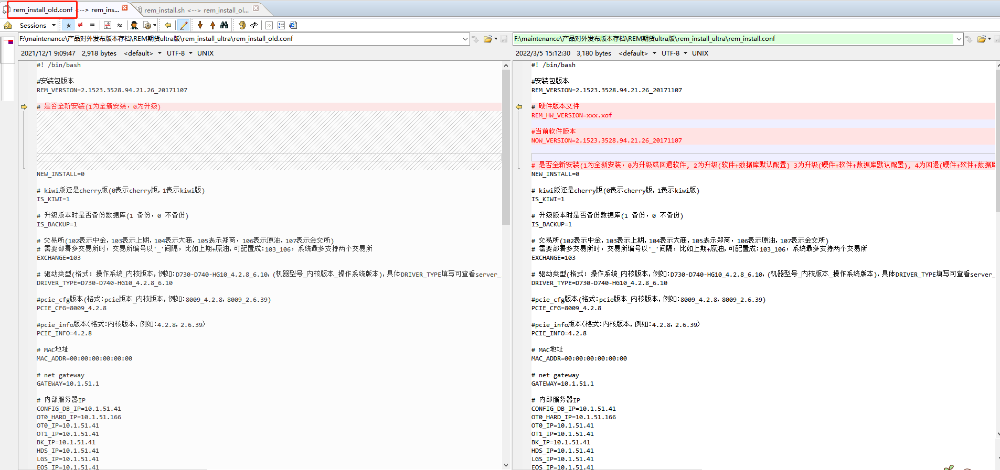 rem_install_old.conf <--> rem_ins...
rem_install.sh <--> rem_install_ol...
Sessions
F:\maintenance\产品对外发布版本存档\REM期货ultra版\rem_install_ultra\rem_install_old.conf
2021/12/1 9:09:47 2,918 bytes <default> UTF-8 UNIX
#! /bin/bash
#安装包版本
REM_VERSION=2.1523.3528.94.21.26_20171107
# 是否全新安装(1为全新安装，0为升级)
NEW_INSTALL=0
# kiwi版还是cherry版(0表示cherry版，1表示kiwi版)
IS_KIWI=1
# 升级版本时是否备份数据库(1 备份，0 不备份)
IS_BACKUP=1
# 交易所(102表示中金，103表示上期，104表示大商，105表示郑商，106表示原油，107表示金交所)
# 需要部署多交易所时，交易所编号以'_'间隔，比如上期+原油，可配置成:103_106，系统最多支持两个交易所
EXCHANGE=103
# 驱动类型(格式: 操作系统_内核版本，例如:D730-D740-HG10_4.2.8_6.10，(机器型号_内核版本_操作系统版本)，具体DRIVER_TYPE填写可查看server_
DRIVER_TYPE=D730-D740-HG10_4.2.8_6.10
#pcie_cfg版本(格式:pcie版本_内核版本，例如:8009_4.2.8，8009_2.6.39)
PCIE_CFG=8009_4.2.8
#pcie_info版本(格式:内核版本，例如:4.2.8，2.6.39)
PCIE_INFO=4.2.8
# MAC地址
MAC_ADDR=00:00:00:00:00:00
# net gateway
GATEWAY=10.1.51.1
# 内部服务器IP
CONFIG_DB_IP=10.1.51.41
OT0_HARD_IP=10.1.51.166
OT0_IP=10.1.51.41
OT1_IP=10.1.51.41
BK_IP=10.1.51.41
HDS_IP=10.1.51.41
LGS_IP=10.1.51.41
EOS_IP=10.1.51.41
F:\maintenance\产品对外发布版本存档\REM期货ultra版\rem_install_ultra\rem_install.conf
2022/3/5 15:12:30 3,180 bytes <default> UTF-8 UNIX
#! /bin/bash
#安装包版本
REM_VERSION=2.1523.3528.94.21.26_20171107
# 硬件版本文件
REM_HW_VERSION=xxx.xof
#当前软件版本
NOW_VERSION=2.1523.3528.94.21.26_20171107
# 是否全新安装(1为全新安装，0为升级或回退软件, 2为升级(软件+数据库默认配置) 3为升级(硬件+软件+数据库默认配置), 4为回退(硬件+软件+数据库
NEW_INSTALL=0
# kiwi版还是cherry版(0表示cherry版，1表示kiwi版)
IS_KIWI=1
# 升级版本时是否备份数据库(1 备份，0 不备份)
IS_BACKUP=1
# 交易所(102表示中金，103表示上期，104表示大商，105表示郑商，106表示原油，107表示金交所)
# 需要部署多交易所时，交易所编号以'_'间隔，比如上期+原油，可配置成:103_106，系统最多支持两个交易所
EXCHANGE=103
# 驱动类型(格式: 操作系统_内核版本，例如:D730-D740-HG10_4.2.8_6.10，(机器型号_内核版本_操作系统版本)，具体DRIVER_TYPE填写可查看server_
DRIVER_TYPE=D730-D740-HG10_4.2.8_6.10
#pcie_cfg版本(格式:pcie版本_内核版本，例如:8009_4.2.8，8009_2.6.39)
PCIE_CFG=8009_4.2.8
#pcie_info版本(格式:内核版本，例如:4.2.8，2.6.39)
PCIE_INFO=4.2.8
# MAC地址
MAC_ADDR=00:00:00:00:00:00
# net gateway
GATEWAY=10.1.51.1
# 内部服务器IP
CONFIG_DB_IP=10.1.51.41
OT0_HARD_IP=10.1.51.166
OT0_IP=10.1.51.41
OT1_IP=10.1.51.41
BK_IP=10.1.51.41
HDS_IP=10.1.51.41
LGS_IP=10.1.51.41
EOS_IP=10.1.51.41